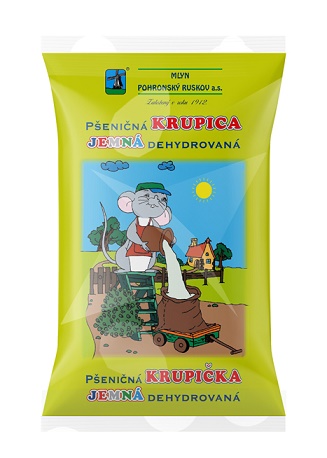 MLYN
POHRONSKÝ RUSKOV a.s.
Založený v roku 1912
PŠENIČNÁ KRUPICA
JEMNÁ DEHYDROVANÁ
PŠENIČNÁ KRUPIČKA
JEMNÁ DEHYDROVANÁ